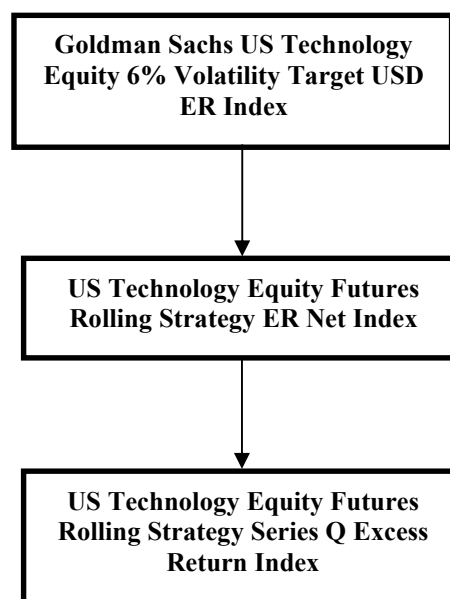 Goldman Sachs US Technology
Equity 6% Volatility Target USD
ER Index
US Technology Equity Futures
Rolling Strategy ER Net Index
US Technology Equity Futures
Rolling Strategy Series Q Excess
Return Index